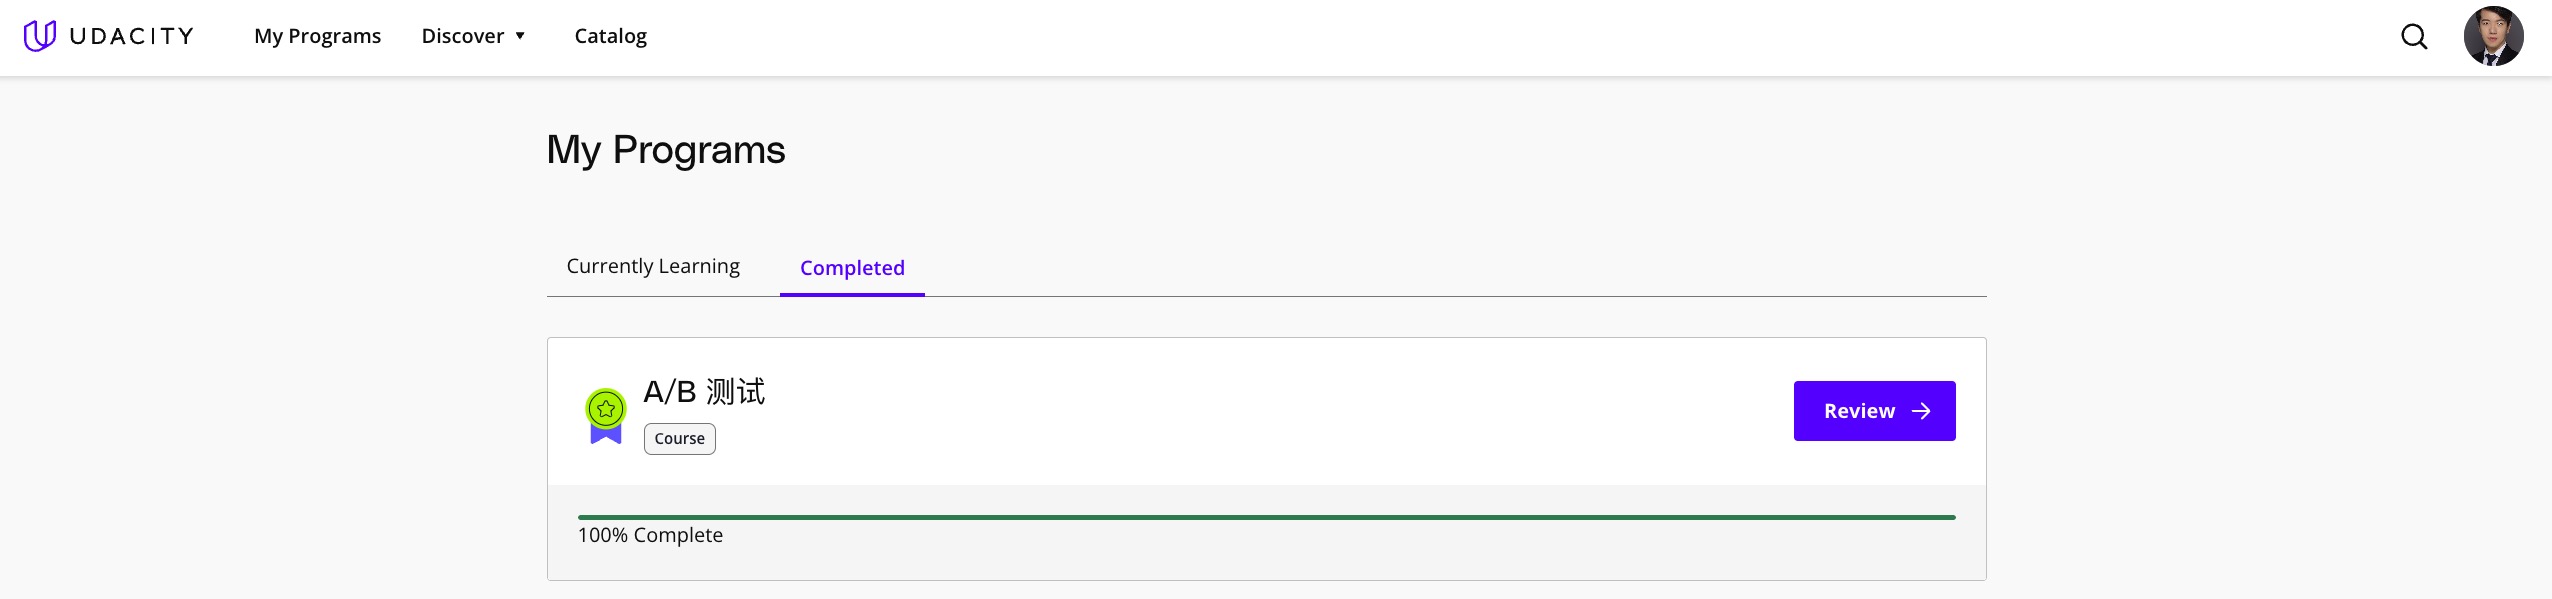 UDACITY My Programs Discover Catalog
My Programs
Currently Learning Completed
A/B 测试
Course
Review
100% Complete